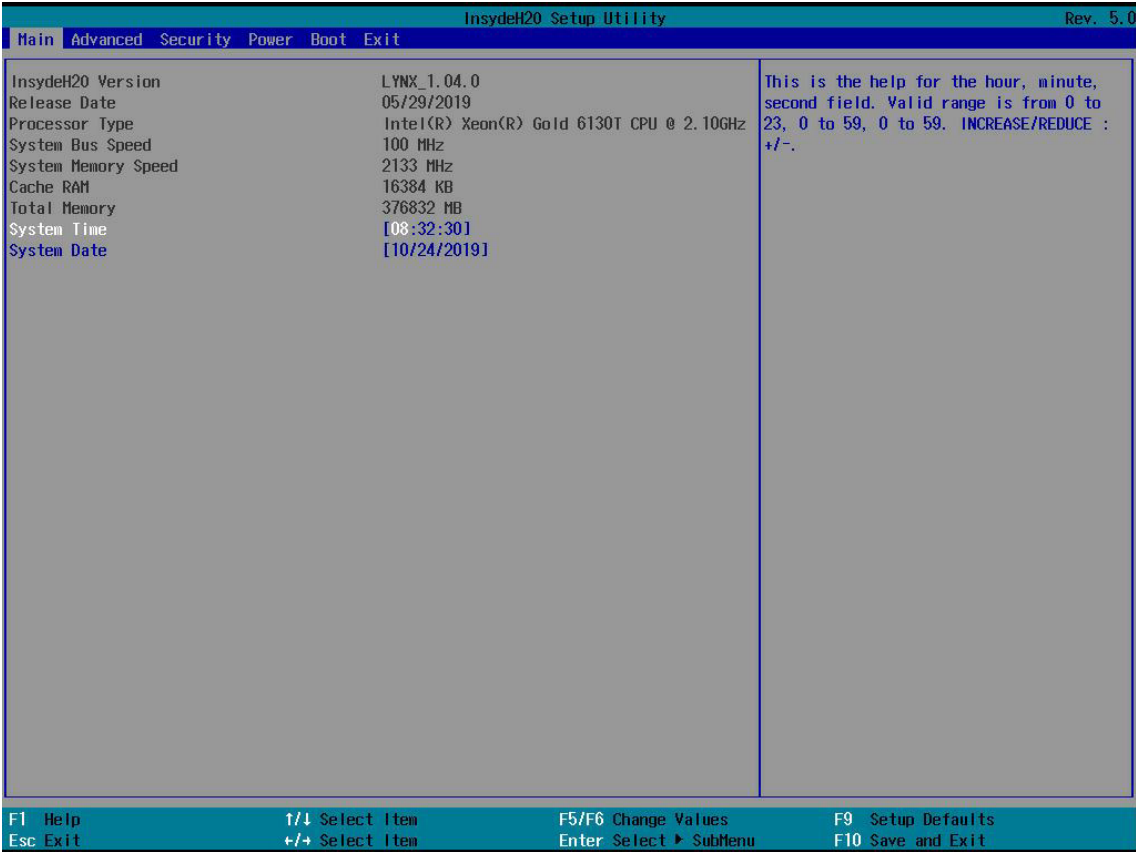 InsydeH20 Setup Utility Rev. 5.0
Main Advanced Security Power Boot Exit
InsydeH20 Version LYNX_1.04.0
Release Date 05/29/2019
Processor Type Intel(R) Xeon(R) Gold 6130T CPU @ 2.10GHz
System Bus Speed 100 MHz
System Memory Speed 2133 MHz
Cache RAM 16384 KB
Total Memory 376832 MB
System Time [08:32:30]
System Date [10/24/2019]
This is the help for the hour, minute,
second field. Valid range is from 0 to
23, 0 to 59, 0 to 59. INCREASE/REDUCE :
+/-.
F1 Help ↑/↓ Select Item F5/F6 Change Values F9 Setup Defaults
Esc Exit ←/→ Select Item Enter Select ▶ SubMenu F10 Save and Exit